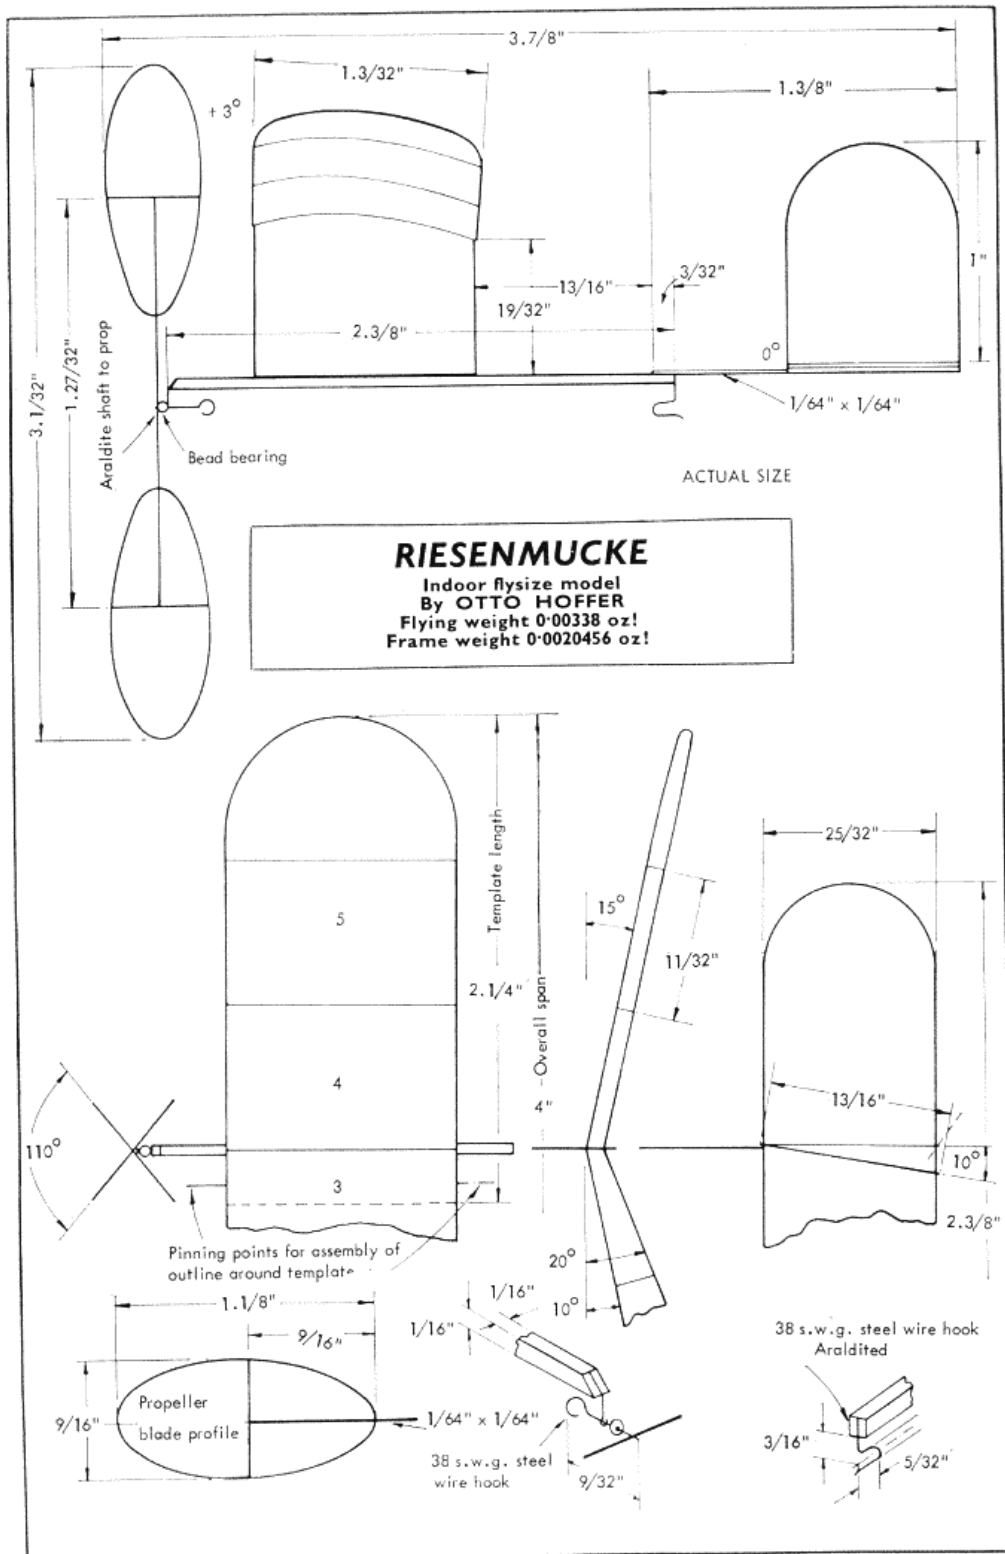 3.7/8"
1.3/32"
1.3/8"
+3°
1"
3/32"
13/16"
19/32"
2.3/8"
0°
1/64" x 1/64"
3.1/32"
1.27/32"
Araldite shaft to prop
Bead bearing
ACTUAL SIZE
RIESENMUCKE
Indoor flysize model
By OTTO HOFFER
Flying weight 0·00338 oz!
Frame weight 0·0020456 oz!
Template length
2.1/4"
Overall span
4"
5
4
3
15°
11/32"
25/32"
13/16"
10°
2.3/8"
110°
20°
10°
Pinning points for assembly of
outline around template
1.1/8"
9/16"
9/16"
Propeller
blade profile
1/64" x 1/64"
1/16"
1/16"
38 s.w.g. steel
wire hook
9/32"
38 s.w.g. steel wire hook
Araldited
3/16"
5/32"